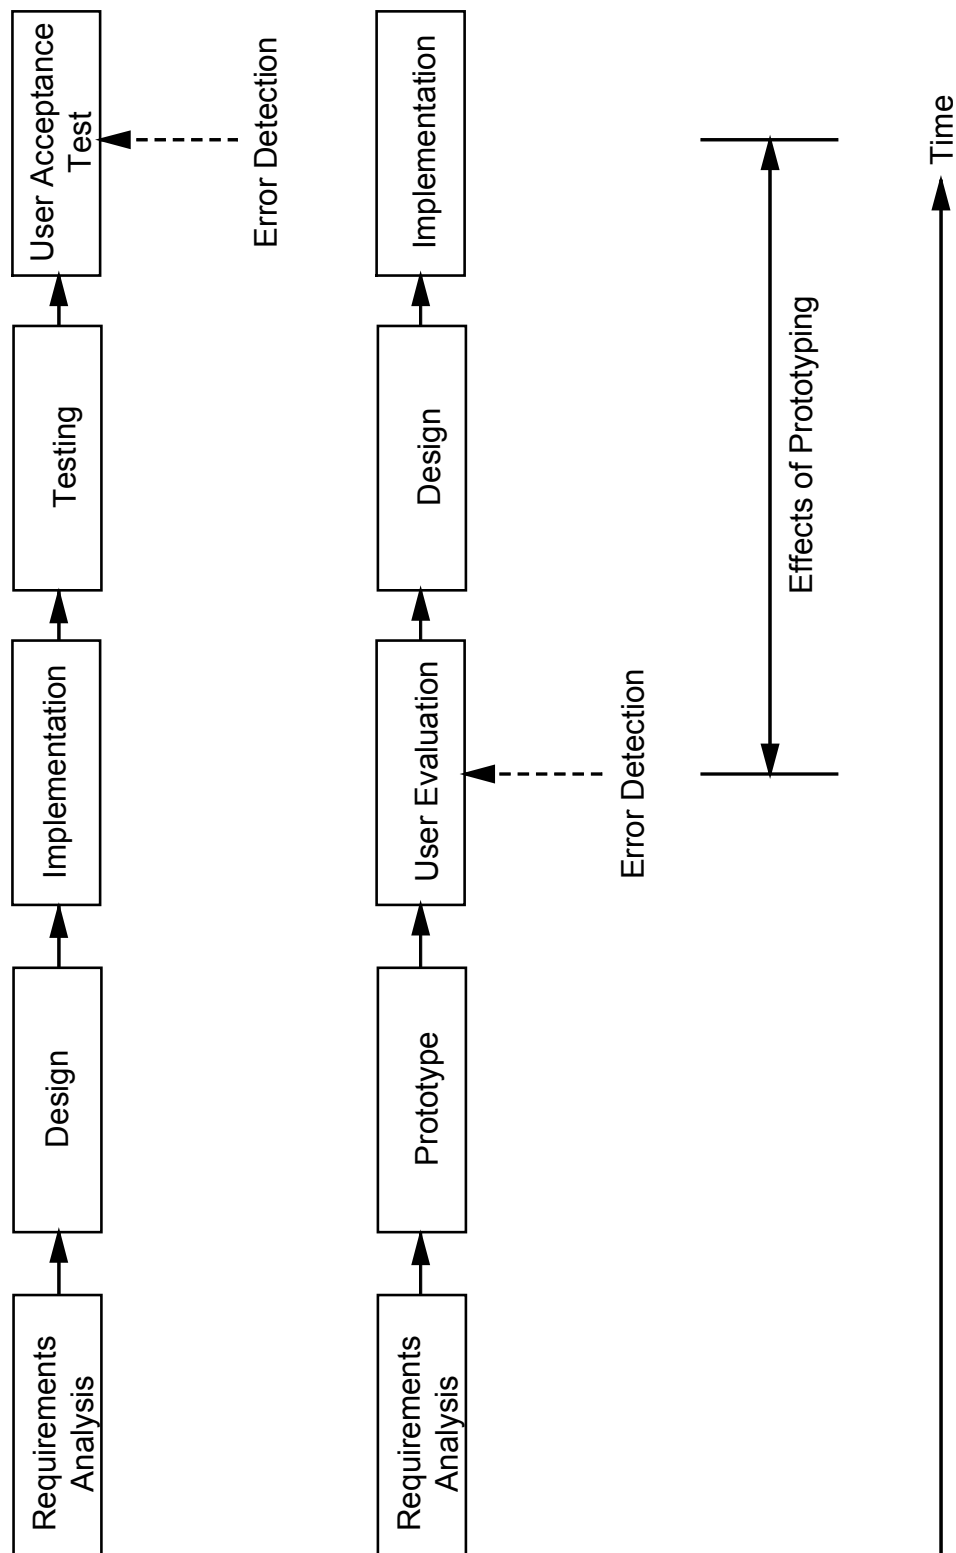 Requirements
Analysis
Design
Implementation
Testing
User Acceptance
Test
Error Detection
Requirements
Analysis
Prototype
User Evaluation
Design
Implementation
Error Detection
Effects of Prototyping
Time